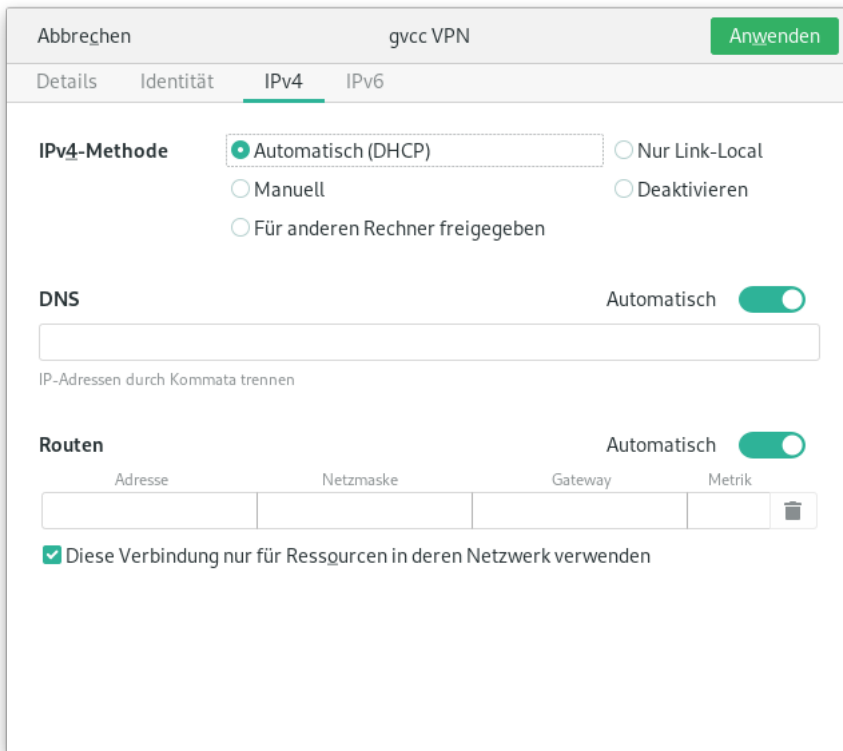 Abbrechen gvcc VPN Anwenden
Details Identität IPv4 IPv6
IPv4-Methode Automatisch (DHCP) Nur Link-Local
Manuell Deaktivieren
Für anderen Rechner freigegeben
DNS Automatisch
IP-Adressen durch Kommata trennen
Routen Automatisch
Adresse Netzmaske Gateway Metrik
Diese Verbindung nur für Ressourcen in deren Netzwerk verwenden